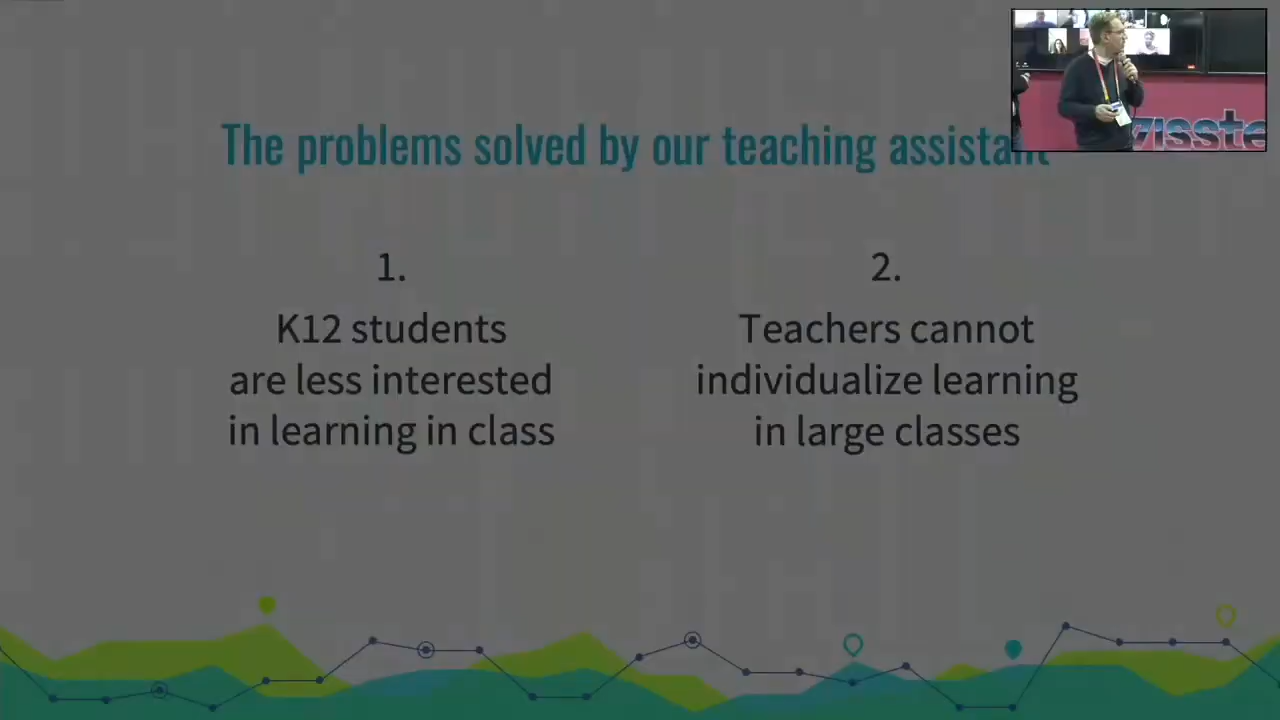 The problems solved by our teaching assistant
1.
K12 students
are less interested
in learning in class
2.
Teachers cannot
individualize learning
in large classes
zisste